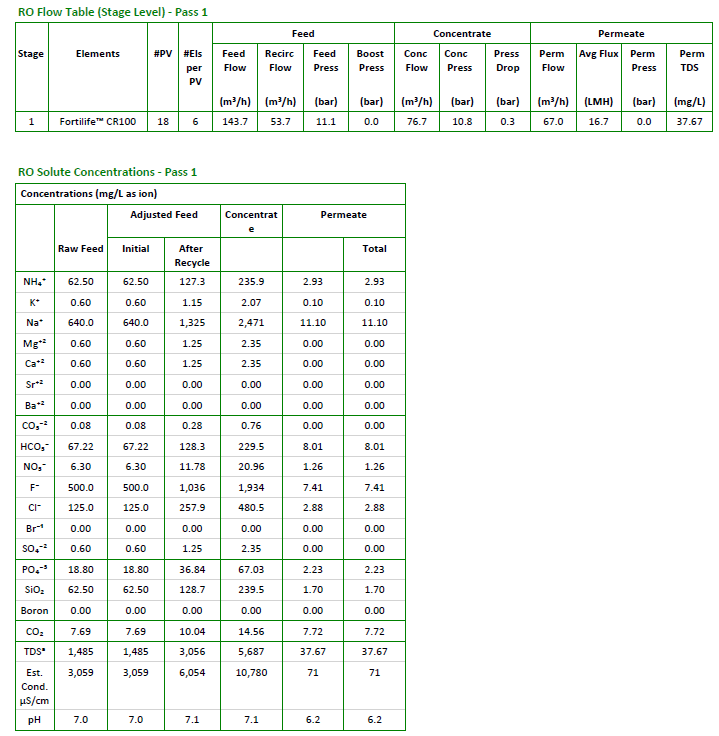 RO Flow Table (Stage Level) - Pass 1
Feed Concentrate Permeate
Stage Elements #PV #Els per PV Feed Flow Recirc Flow Feed Press Boost Press Conc Flow Conc Press Press Drop Perm Flow Avg Flux Perm Press Perm TDS
(m³/h) (m³/h) (bar) (bar) (m³/h) (bar) (bar) (m³/h) (LMH) (bar) (mg/L)
1 Fortilife™ CR100 18 6 143.7 53.7 11.1 0.0 76.7 10.8 0.3 67.0 16.7 0.0 37.67
RO Solute Concentrations - Pass 1
Concentrations (mg/L as ion)
Adjusted Feed Concentrat e Permeate
Raw Feed Initial After Recycle Total
NH₄⁺ 62.50 62.50 127.3 235.9 2.93 2.93
K⁺ 0.60 0.60 1.15 2.07 0.10 0.10
Na⁺ 640.0 640.0 1,325 2,471 11.10 11.10
Mg⁺² 0.60 0.60 1.25 2.35 0.00 0.00
Ca⁺² 0.60 0.60 1.25 2.35 0.00 0.00
Sr⁺² 0.00 0.00 0.00 0.00 0.00 0.00
Ba⁺² 0.00 0.00 0.00 0.00 0.00 0.00
CO₃⁻² 0.08 0.08 0.28 0.76 0.00 0.00
HCO₃⁻ 67.22 67.22 128.3 229.5 8.01 8.01
NO₃⁻ 6.30 6.30 11.78 20.96 1.26 1.26
F⁻ 500.0 500.0 1,036 1,934 7.41 7.41
Cl⁻ 125.0 125.0 257.9 480.5 2.88 2.88
Br⁻¹ 0.00 0.00 0.00 0.00 0.00 0.00
SO₄⁻² 0.60 0.60 1.25 2.35 0.00 0.00
PO₄⁻³ 18.80 18.80 36.84 67.03 2.23 2.23
SiO₂ 62.50 62.50 128.7 239.5 1.70 1.70
Boron 0.00 0.00 0.00 0.00 0.00 0.00
CO₂ 7.69 7.69 10.04 14.56 7.72 7.72
TDSᵃ 1,485 1,485 3,056 5,687 37.67 37.67
Est. Cond. µS/cm 3,059 3,059 6,054 10,780 71 71
pH 7.0 7.0 7.1 7.1 6.2 6.2